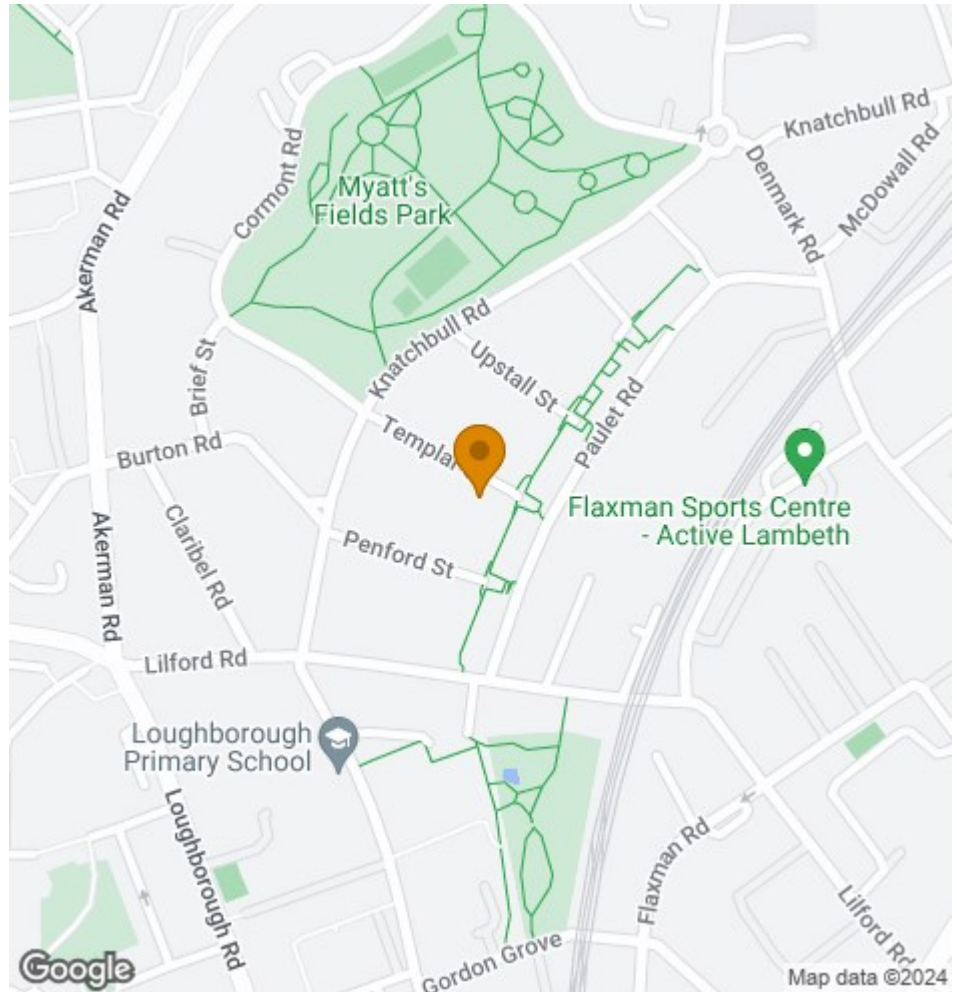 Knatchbull Rd
McDowall Rd
Denmark Rd
Cormont Rd
Myatt's
Fields Park
Akerman Rd
Knatchbull Rd
Upstall St
Brief St
Paulet Rd
Templar
Burton Rd
Flaxman Sports Centre
- Active Lambeth
Claribel Rd
Penford St
Akerman Rd
Lilford Rd
Loughborough
Primary School
Loughborough Rd
Flaxman Rd
Lilford Rd
Gordon Grove
Google
Map data ©2024